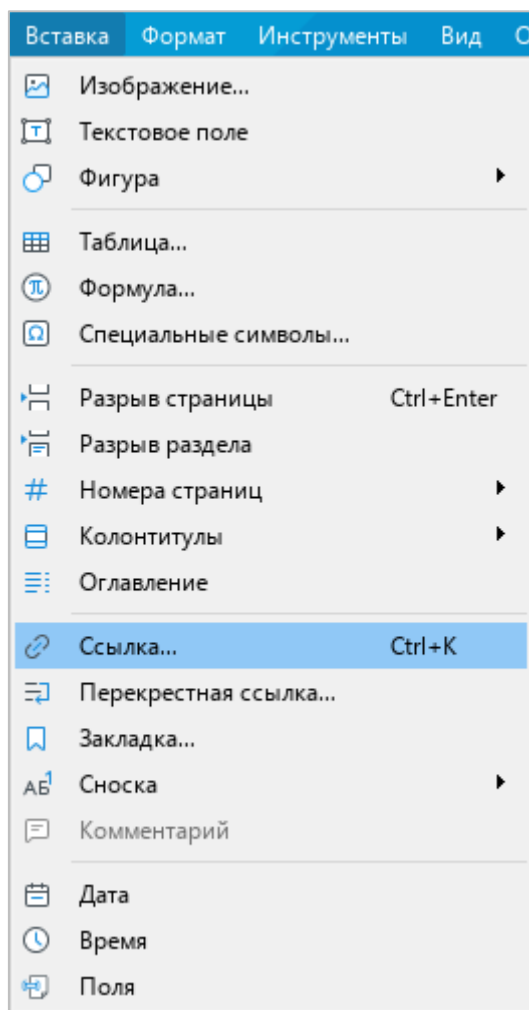 Вставка Формат Инструменты Вид
Изображение...
Текстовое поле
Фигура
Таблица...
Формула...
Специальные символы...
Разрыв страницы Ctrl+Enter
Разрыв раздела
Номера страниц
Колонтитулы
Оглавление
Ссылка... Ctrl+K
Перекрестная ссылка...
Закладка...
Сноска
Комментарий
Дата
Время
Поля